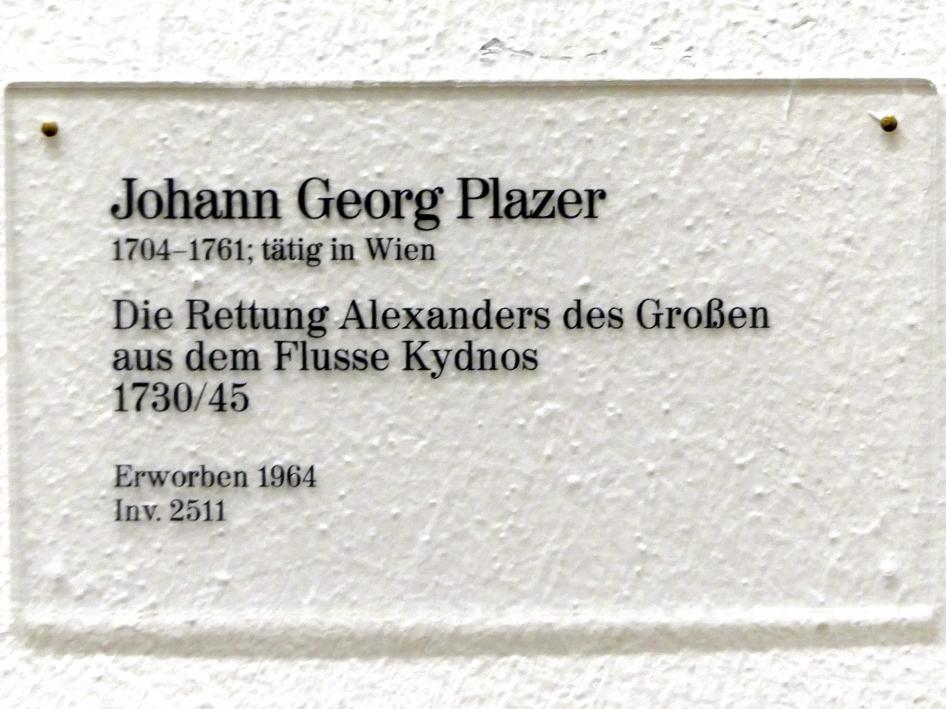 Johann Georg Plazer
1704–1761; tätig in Wien
Die Rettung Alexanders des Großen
aus dem Flusse Kydnos
1730/45
Erworben 1964
Inv. 2511